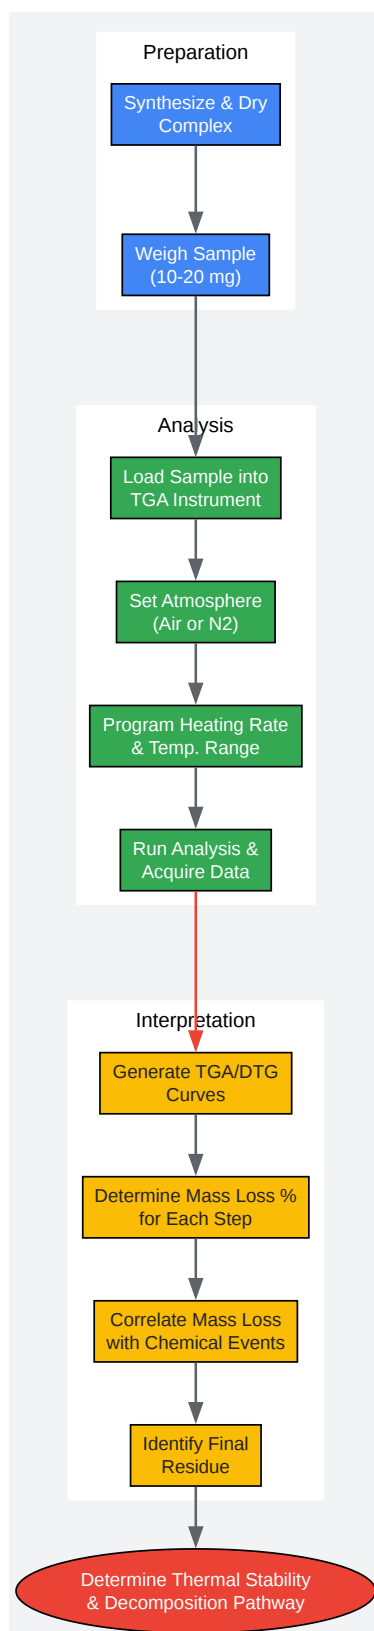 Preparation
Synthesize & Dry
Complex
Weigh Sample
(10-20 mg)
Analysis
Load Sample into
TGA Instrument
Set Atmosphere
(Air or N2)
Program Heating Rate
& Temp. Range
Run Analysis &
Acquire Data
Interpretation
Generate TGA/DTG
Curves
Determine Mass Loss %
for Each Step
Correlate Mass Loss
with Chemical Events
Identify Final
Residue
Determine Thermal Stability
& Decomposition Pathway